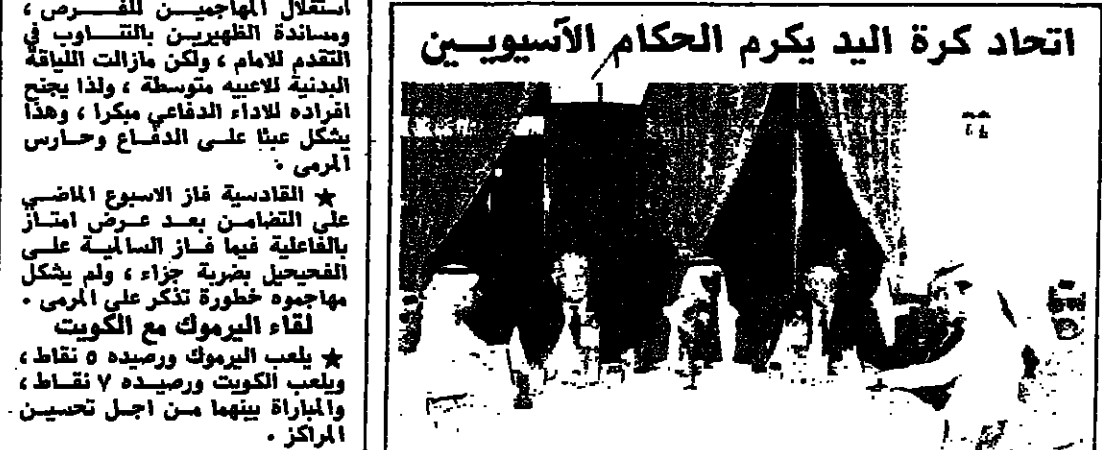 اتحاد كرة اليد يكرم الحكام الآسيويين
استغلال المهاجمين للفرص ،
ومساندة الظهيرين بالتناوب في
التقدم للامام ، ولكن مازالت اللياقة
البدنية للاعبيه متوسطة ، ولذا يجنح
افراده للاداء الدفاعي مبكرا ، وهذا
يشكل عبئا على الدفاع وحارس
المرمى .
★ القادسية فاز الاسبوع الماضي
على التضامن بعد عرض امتاز
بالفاعلية فيما فاز السالمية على
الفحيحيل بضربة جزاء ، ولم يشكل
مهاجموه خطورة تذكر على المرمى .
لقاء اليرموك مع الكويت
★ يلعب اليرموك ورصيده ٥ نقاط ،
ويلعب الكويت ورصيده ٧ نقاط ،
والمباراة بينهما من اجل تحسين
المراكز .